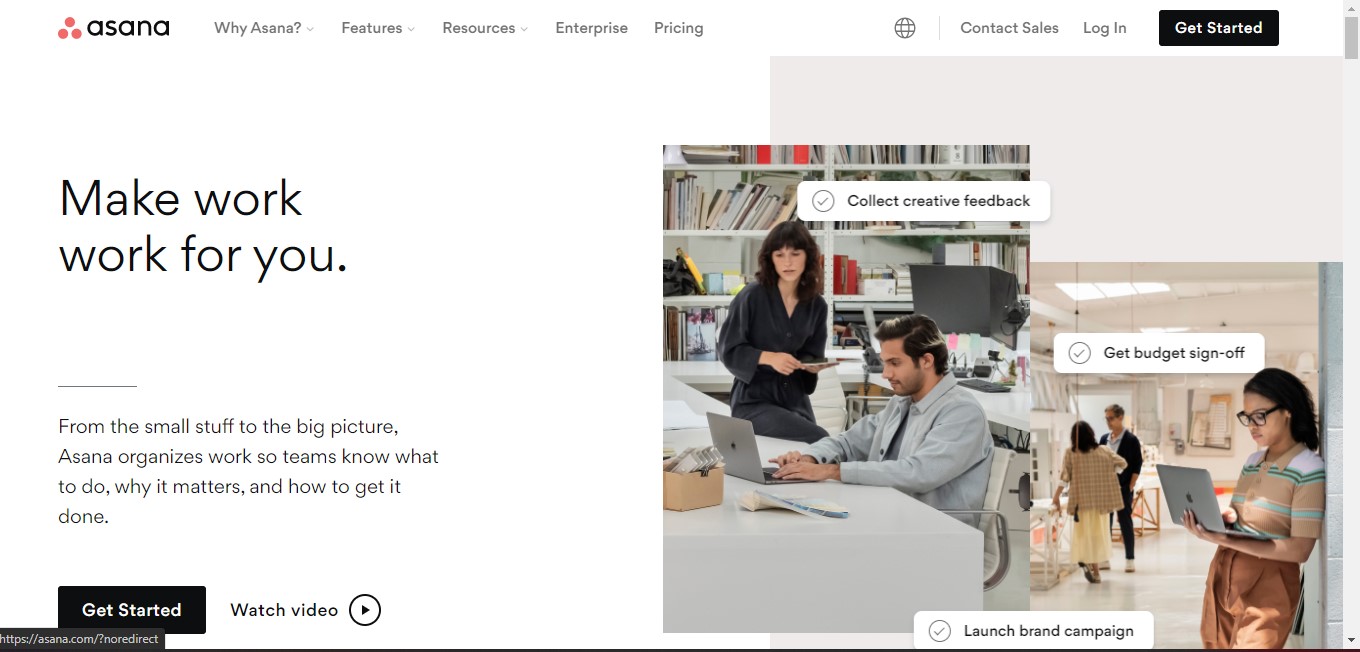 asana
Why Asana?
Features
Resources
Enterprise
Pricing
Contact Sales
Log In
Get Started
Make work
work for you.
From the small stuff to the big picture,
Asana organizes work so teams know what
to do, why it matters, and how to get it
done.
Get Started
Watch video
Collect creative feedback
Get budget sign-off
Launch brand campaign
https://asana.com/?noredirect